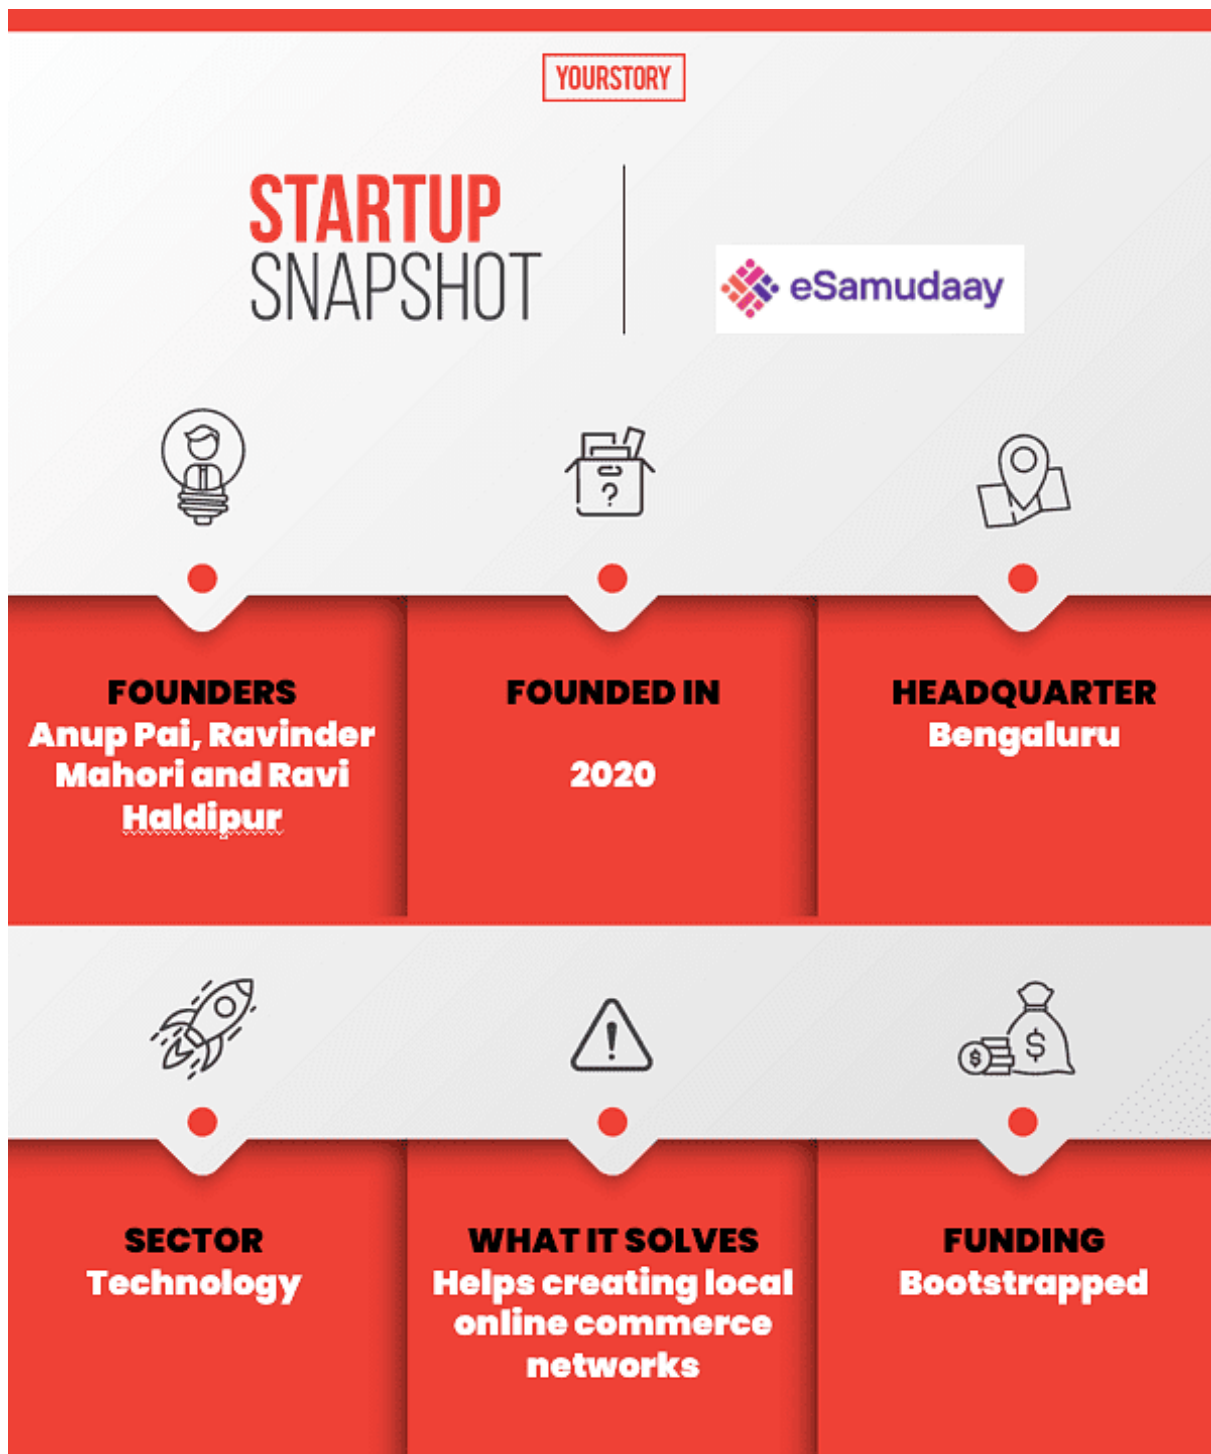 YOURSTORY
STARTUP
SNAPSHOT
eSamudaay
?
FOUNDERS
Anup Pai, Ravinder
Mahori and Ravi
Haldipur
FOUNDED IN
2020
HEADQUARTER
Bengaluru
!
$ $
SECTOR
Technology
WHAT IT SOLVES
Helps creating local
online commerce
networks
FUNDING
Bootstrapped